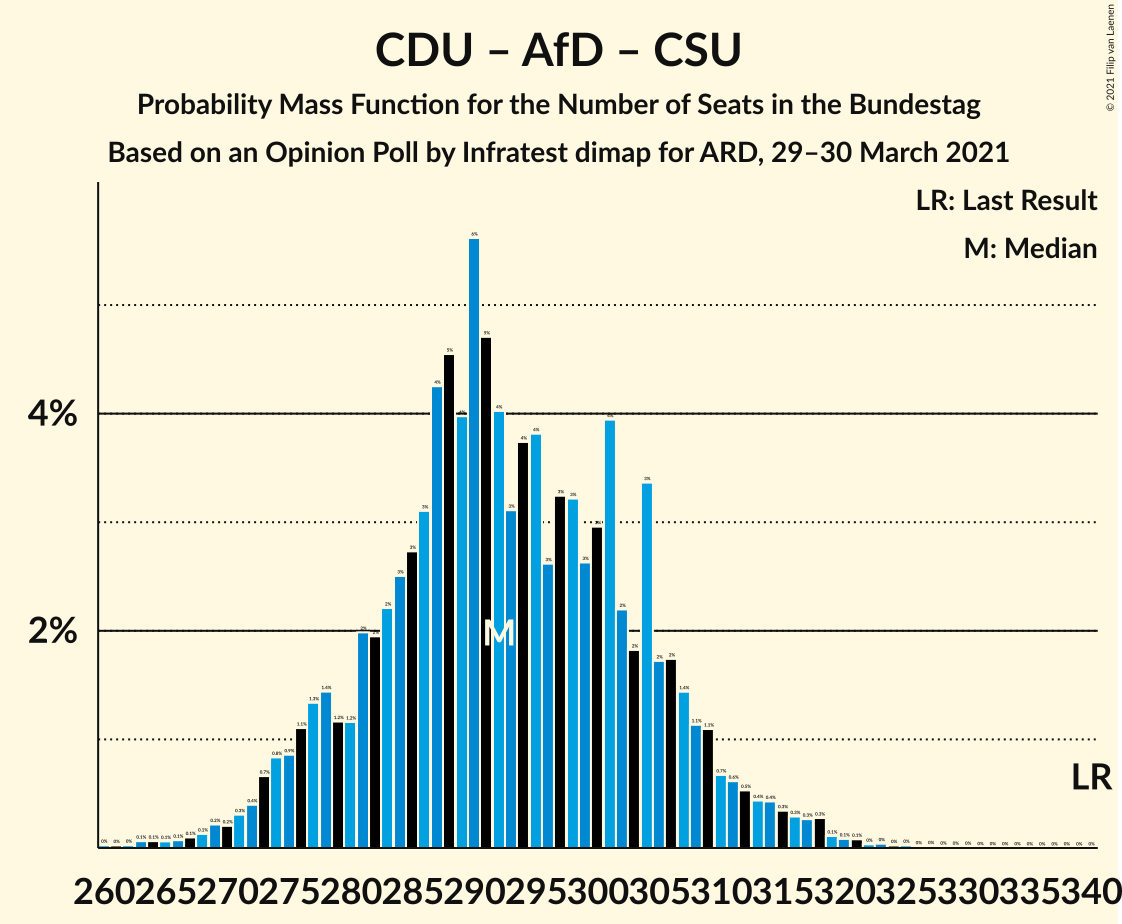 CDU – AfD – CSU
Probability Mass Function for the Number of Seats in the Bundestag
Based on an Opinion Poll by Infratest dimap for ARD, 29–30 March 2021
© 2021 Filip van Laenen
LR: Last Result
M: Median
4%
2%
M
LR
260 265 270 275 280 285 290 295 300 305 310 315 320 325 330 335 340